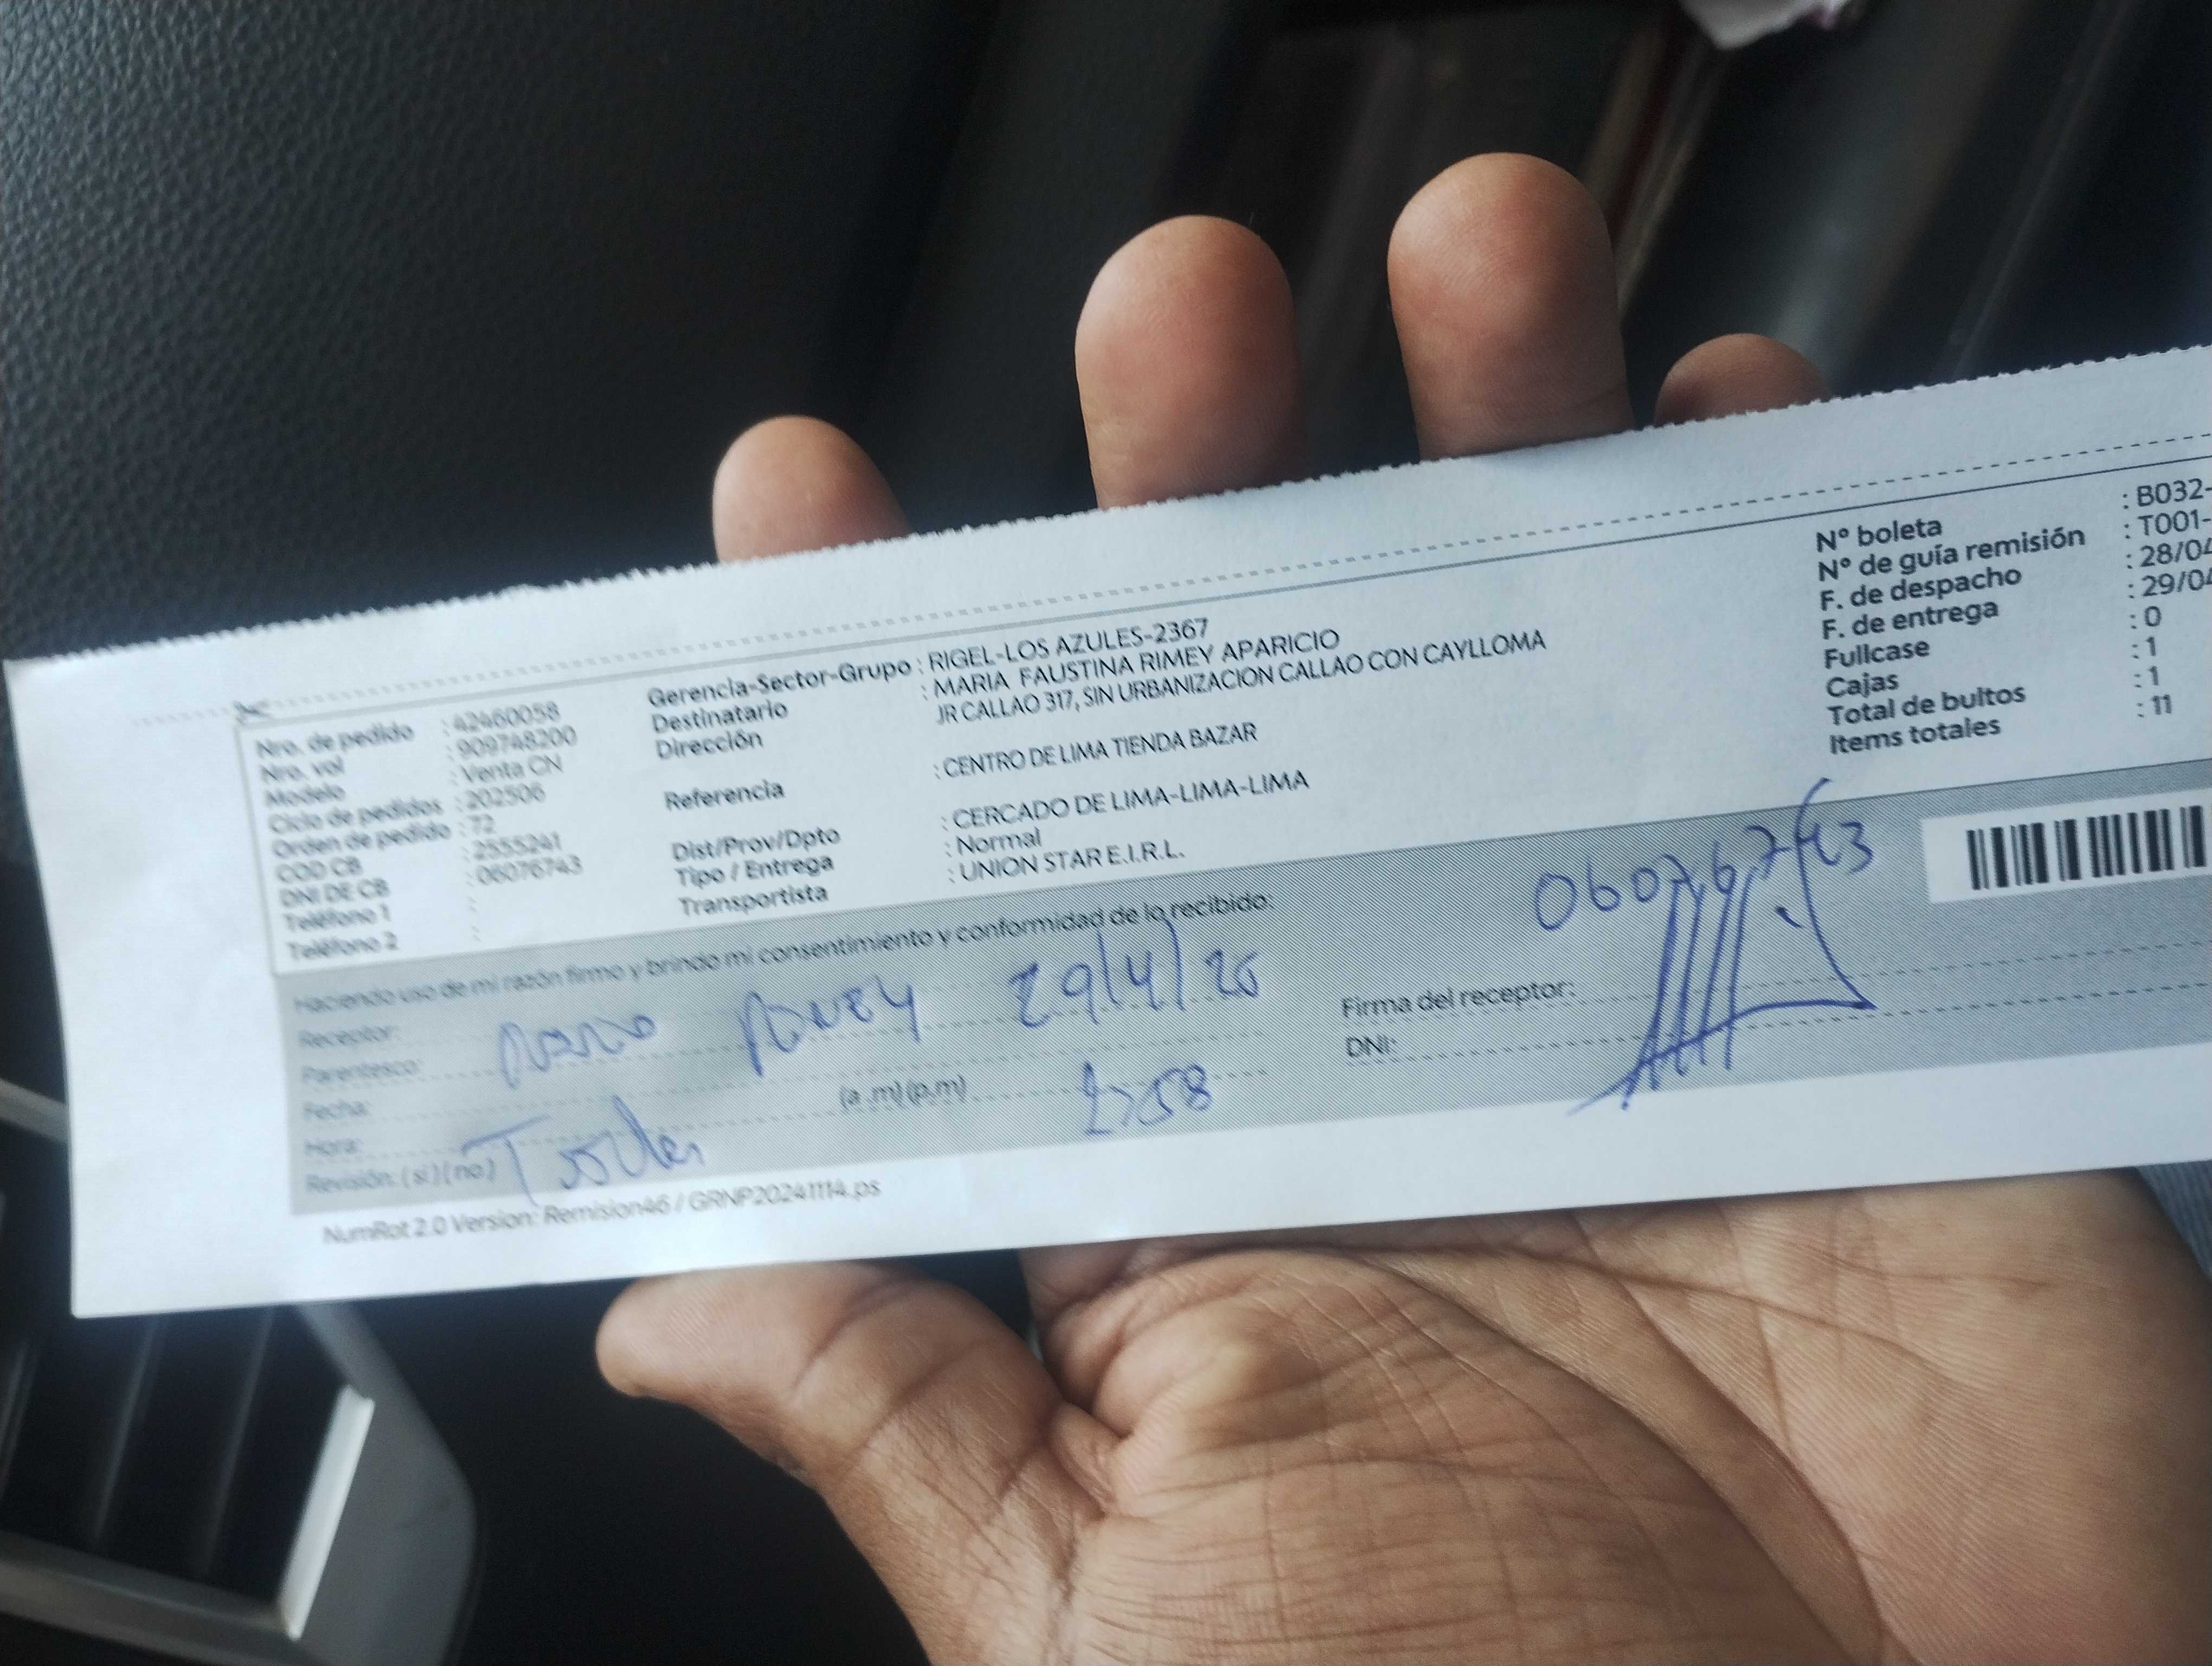 Nro. de pedido : 42460058
Nro. vol : 909748200
Modelo : Venta CN
Ciclo de pedidos : 202506
Orden de pedido : 72
COD CB : 2555241
DNI DE CB : 06076743
Teléfono 1 :
Teléfono 2 :
Gerencia-Sector-Grupo : RIGEL-LOS AZULES-2367
Destinatario : MARIA FAUSTINA RIMEY APARICIO
Dirección JR CALLAO 317, SIN URBANIZACION CALLAO CON CAYLLOMA
Referencia : CENTRO DE LIMA TIENDA BAZAR
Dist/Prov/Dpto : CERCADO DE LIMA-LIMA-LIMA
Tipo / Entrega : Normal
Transportista : UNION STAR E.I.R.L.
Nº boleta : B032-
Nº de guía remisión : T001-
F. de despacho : 28/04
F. de entrega : 29/04
Fullcase : 0
Cajas : 1
Total de bultos : 1
Items totales : 11
Haciendo uso de mi razón firmo y brindo mi consentimiento y conformidad de lo recibido:
Receptor:
Parentesco:
Fecha: 29/4/
Hora: (a.m) (p.m)
Revisión: (si) (no)
Firma del receptor: 06076743
DNI:
NumRot 2.0 Version: Remision46 / GRNP20241114.ps